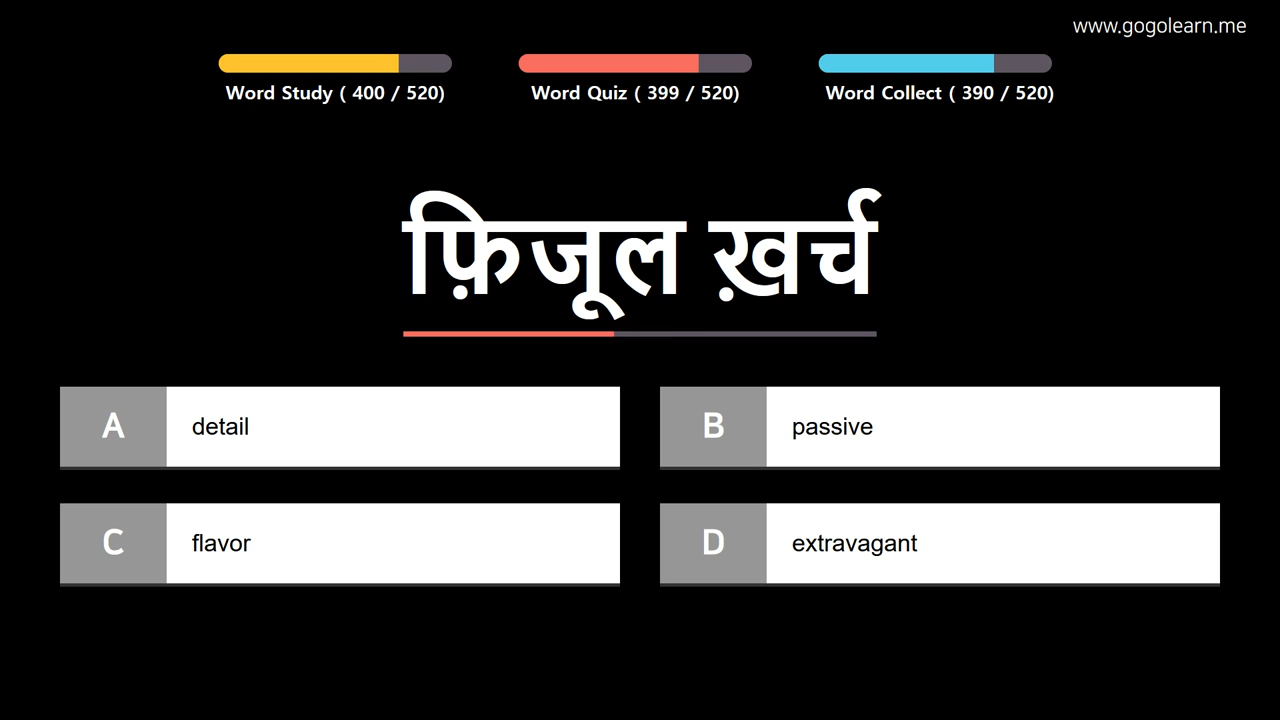 www.gogolearn.me
Word Study ( 400 / 520)
Word Quiz ( 399 / 520)
Word Collect ( 390 / 520)
फ़िजूल ख़र्च
A
detail
B
passive
C
flavor
D
extravagant